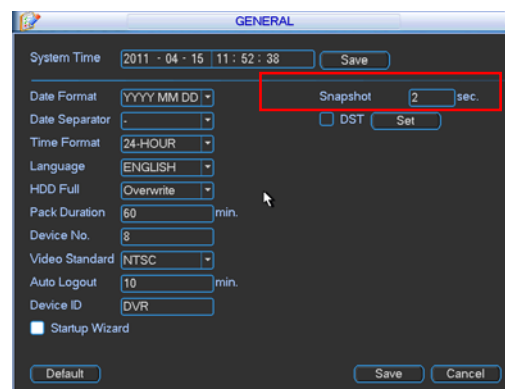 GENERAL
System Time 2011 - 04 - 15 11 : 52 : 38 Save
Date Format YYYY MM DD Snapshot 2 sec.
Date Separator - DST Set
Time Format 24-HOUR
Language ENGLISH
HDD Full Overwrite
Pack Duration 60 min.
Device No. 8
Video Standard NTSC
Auto Logout 10 min.
Device ID DVR
Startup Wizard
Default Save Cancel